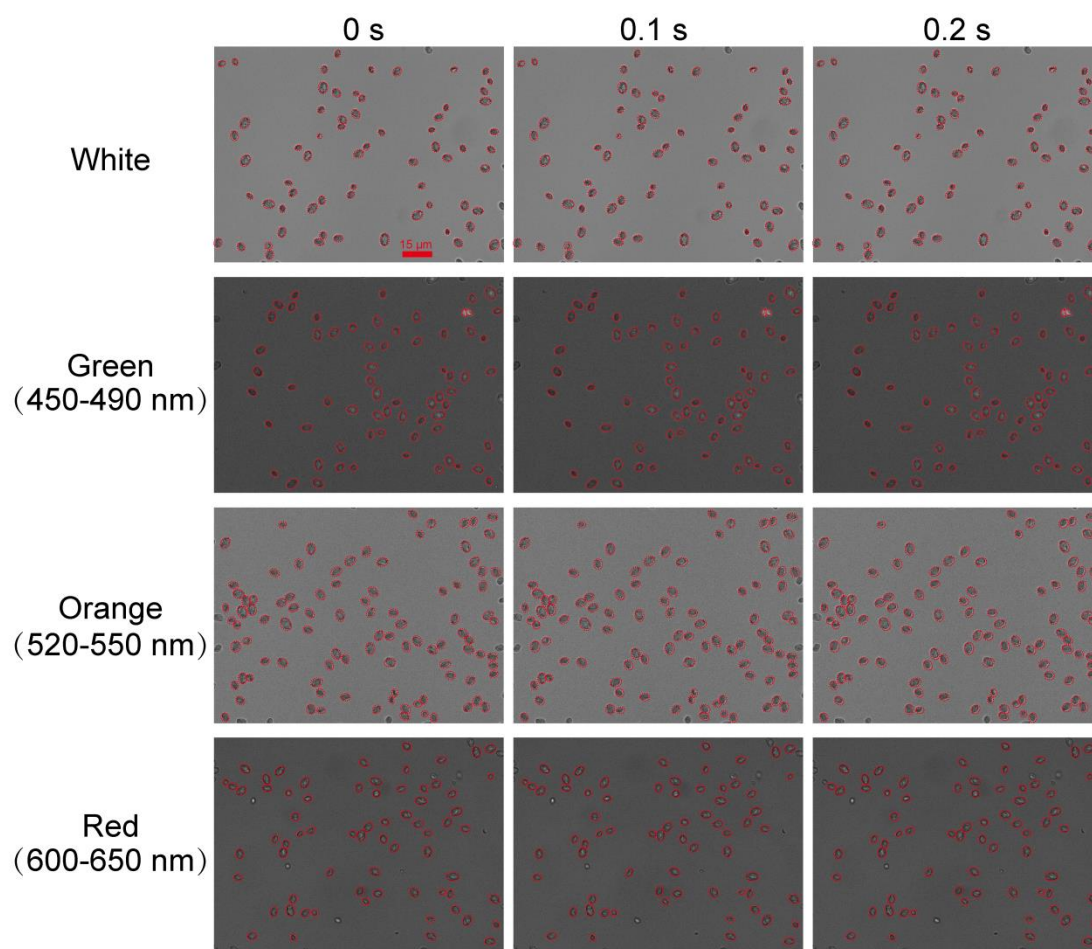 0 s 0.1 s 0.2 s
White
15 μm
Green
（450-490 nm）
Orange
（520-550 nm）
Red
（600-650 nm）